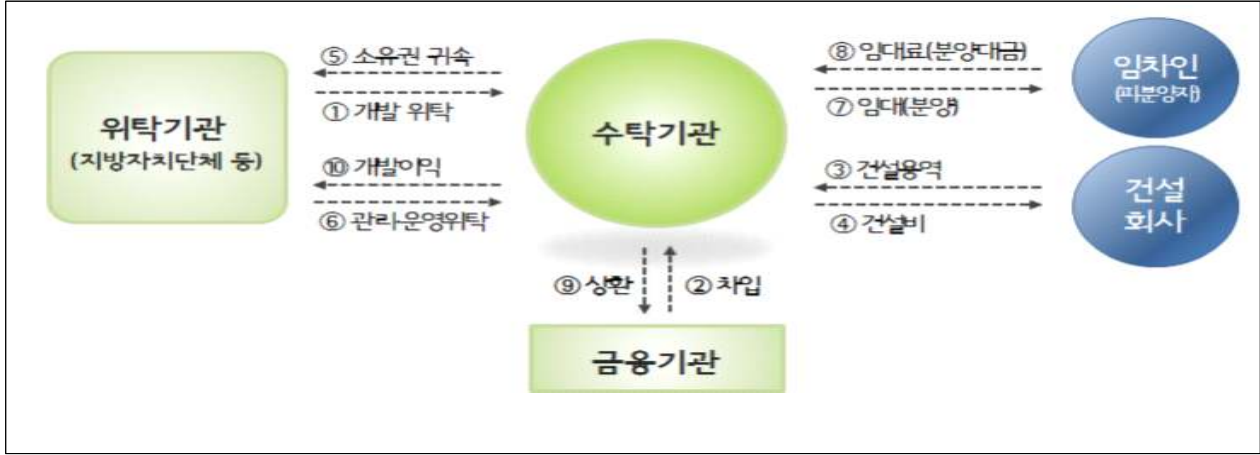 ⑤ 소유권 귀속
① 개발 위탁
위탁기관
(지방자치단체 등)
⑩ 개발이익
⑥ 관리·운영위탁
수탁기관
⑧ 임대료(분양대금)
⑦ 임대(분양)
임차인
(피분양자)
③ 건설용역
④ 건설비
건설
회사
⑨ 상환
② 차입
금융기관